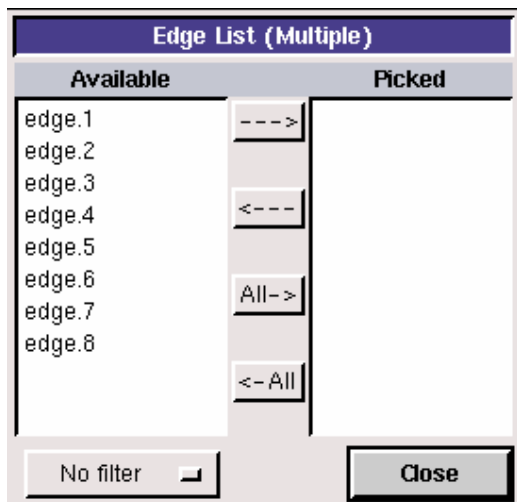 Edge List (Multiple)
Available
Picked
edge.1
edge.2
edge.3
edge.4
edge.5
edge.6
edge.7
edge.8
--->
<---
All->
<-All
No filter
Close